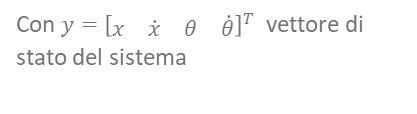 Con y = [x ẋ θ θ̇]ᵀ vettore di
stato del sistema